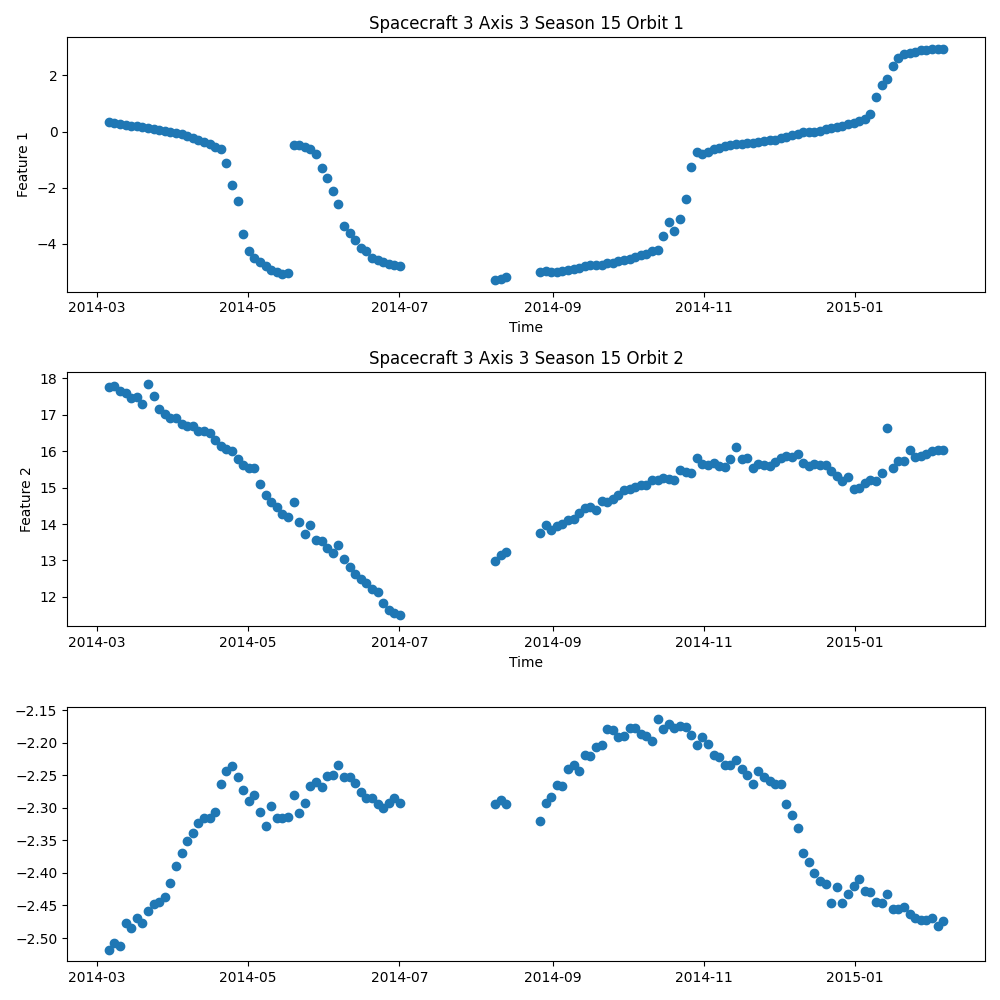 Spacecraft 3 Axis 3 Season 15 Orbit 1
2
0
−2
−4
Feature 1
2014-03 2014-05 2014-07 2014-09 2014-11 2015-01
Time
Spacecraft 3 Axis 3 Season 15 Orbit 2
18
17
16
15
14
13
12
Feature 2
2014-03 2014-05 2014-07 2014-09 2014-11 2015-01
Time
−2.15
−2.20
−2.25
−2.30
−2.35
−2.40
−2.45
−2.50
2014-03 2014-05 2014-07 2014-09 2014-11 2015-01